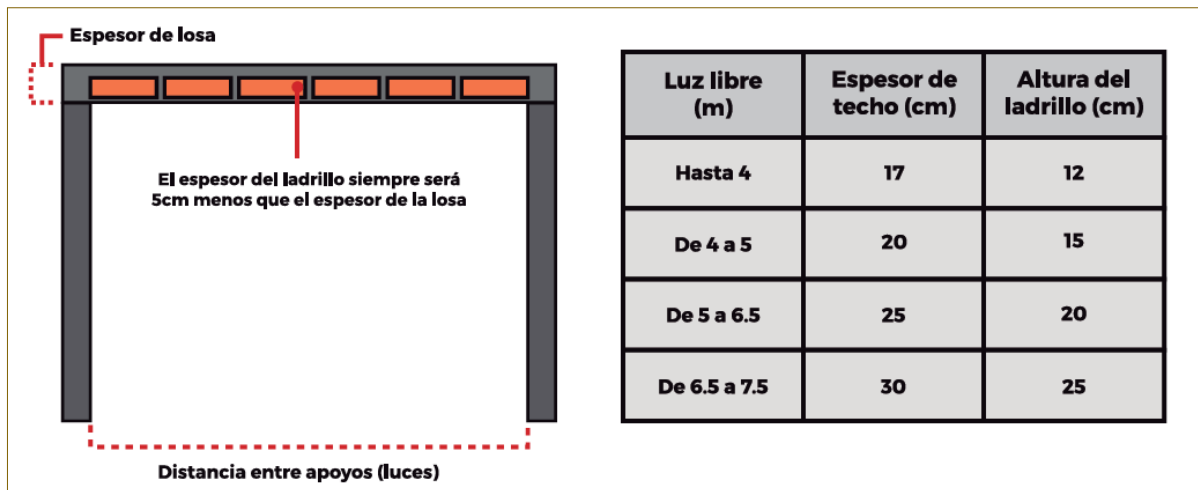 Espesor de losa
El espesor del ladrillo siempre será
5cm menos que el espesor de la losa
Distancia entre apoyos (luces)
Luz libre
(m)
Espesor de
techo (cm)
Altura del
ladrillo (cm)
Hasta 4
17
12
De 4 a 5
20
15
De 5 a 6.5
25
20
De 6.5 a 7.5
30
25